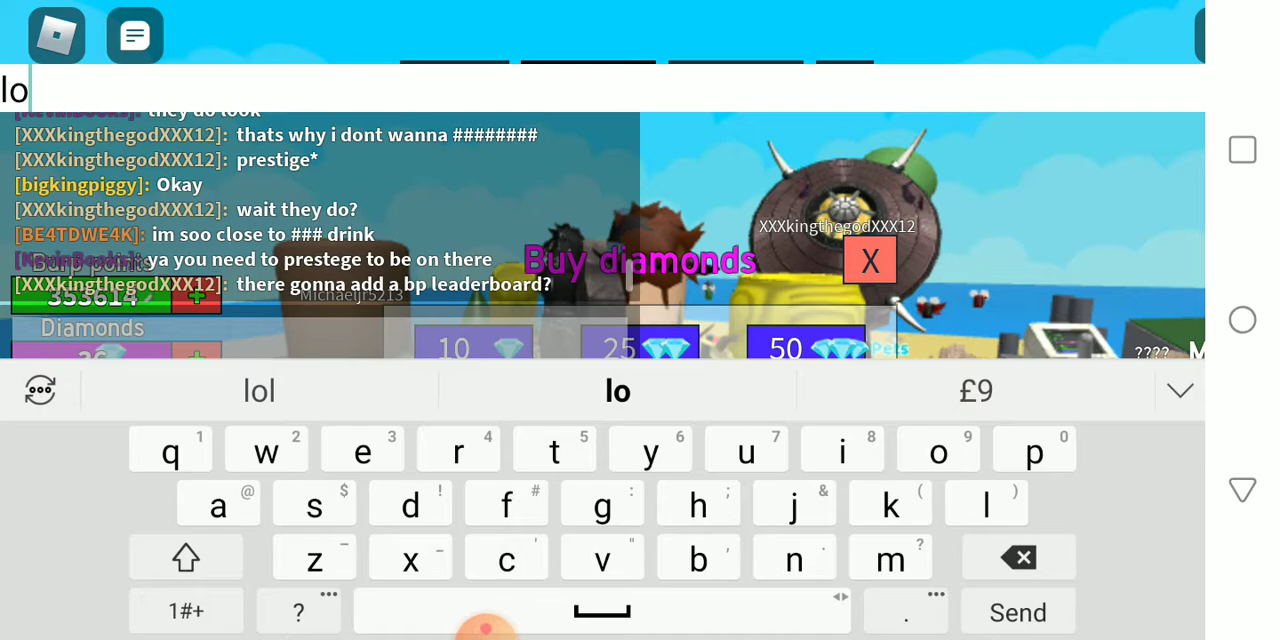 lo
they do look
[XXXkingthegodXXX12]: thats why i dont wanna ########
[XXXkingthegodXXX12]: prestige*
[bigkingpiggy]: Okay
[XXXkingthegodXXX12]: wait they do?
[BE4TDWE4K]: im soo close to ### drink
ya you need to prestege to be on there
[XXXkingthegodXXX12]: there gonna add a bp leaderboard?
XXXkingthegodXXX12
X
Buy diamonds
Burp points
353614 +
Michaeljr5213
Diamonds
10 25 50
Pets
????
M
lol lo £9
q 1 w 2 e 3 r 4 t 5 y 6 u 7 i 8 o 9 p 0
a @ s $ d ! f # g : h ; j & k ( l )
z – x - c ' v " b , n . m ?
1#+ ? ... . ... Send